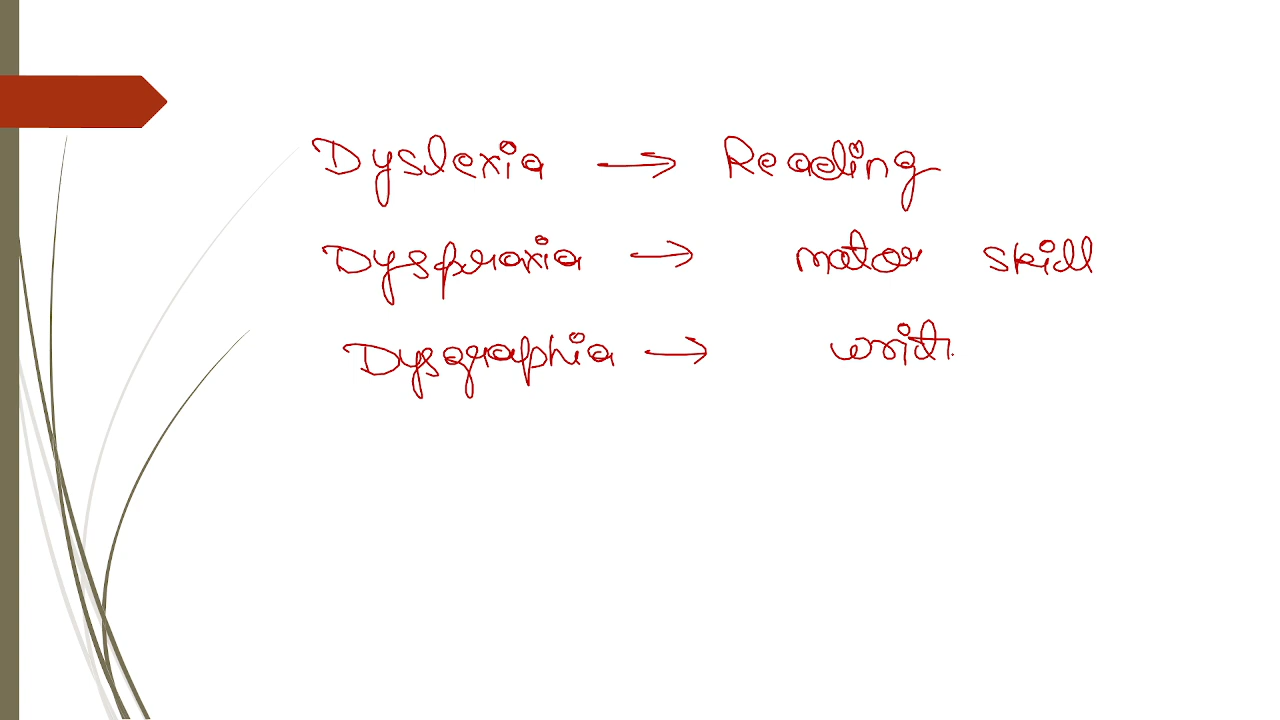 Dyslexia → Reading
Dyspraxia → motor skill
Dysgraphia → writi